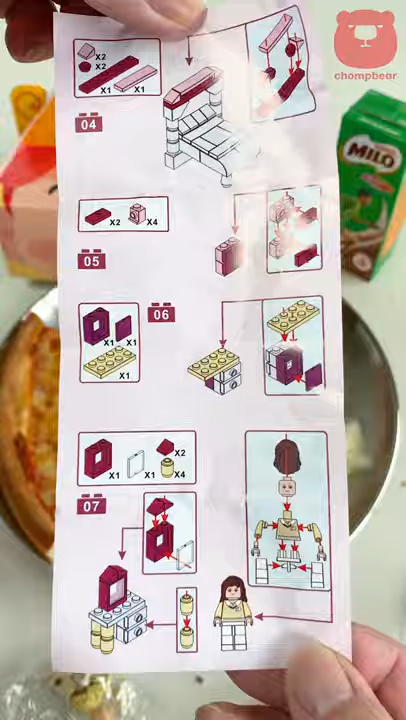 chompbear
X2
X2
X1 X1
04
MILO
X2 X4
05
06
X1 X1
X1
X2
X1 X1 X4
07